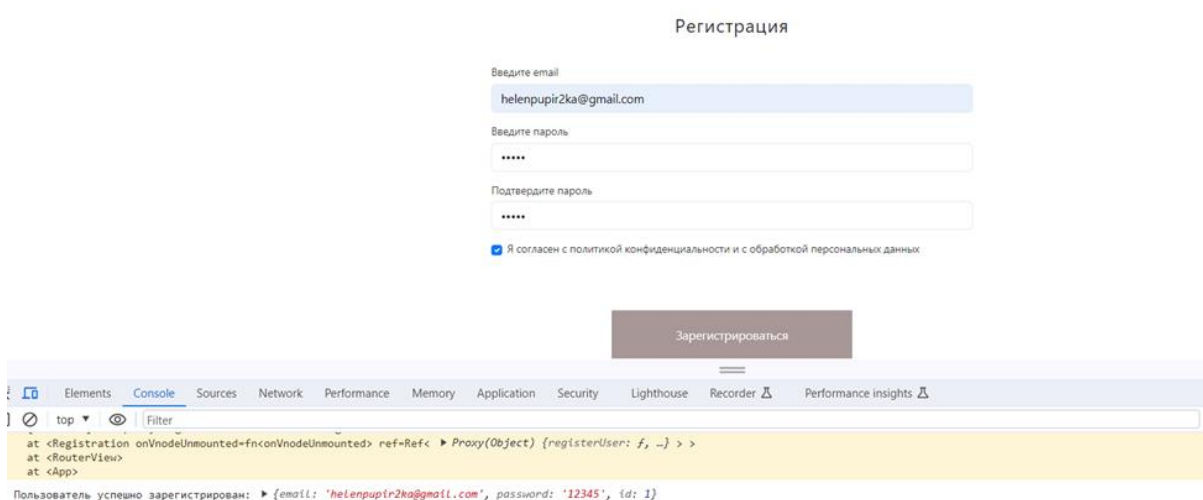 Регистрация
Введите email
helenpupir2ka@gmail.com
Введите пароль
•••••
Подтвердите пароль
•••••
Я согласен с политикой конфиденциальности и с обработкой персональных данных
Зарегистрироваться
Elements Console Sources Network Performance Memory Application Security Lighthouse Recorder Performance insights
top ▼ Filter
at <Registration onVnodeUnmounted=fn<onVnodeUnmounted> ref=Ref< ▶ Proxy(Object) {registerUser: ƒ, …} > >
at <RouterView>
at <App>
Пользователь успешно зарегистрирован: ▶ {email: 'helenpupir2ka@gmail.com', password: '12345', id: 1}